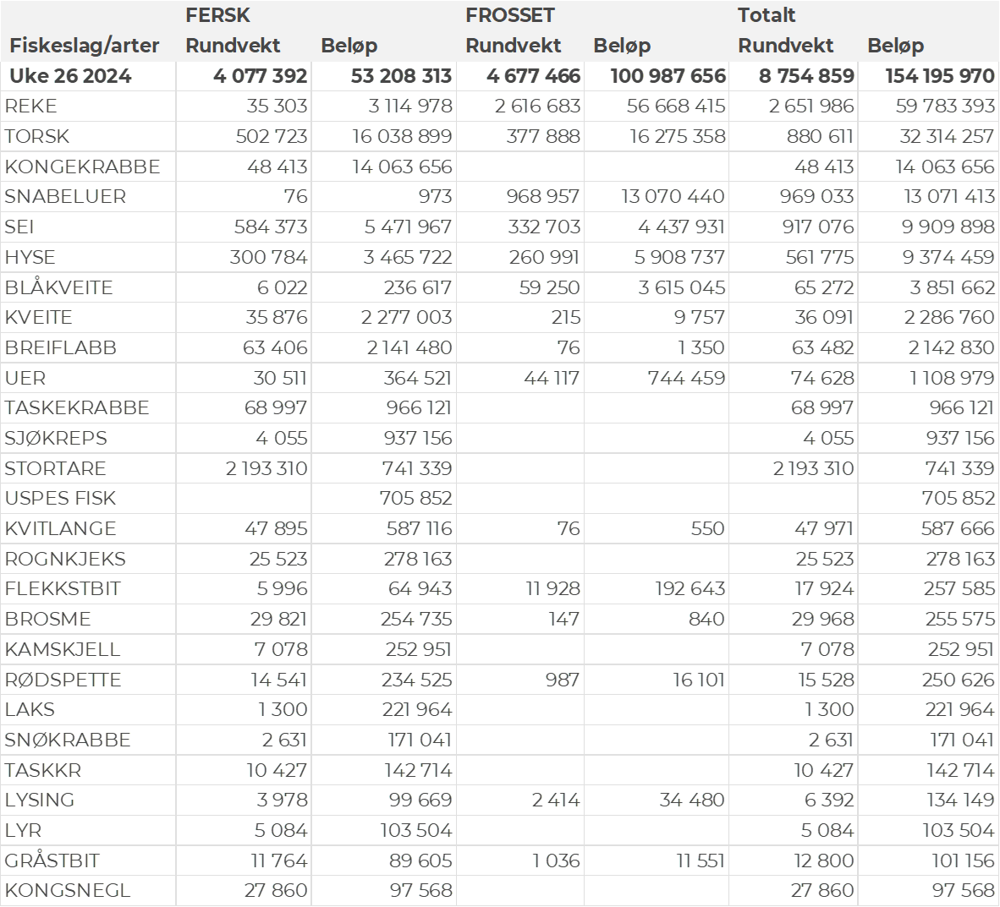 FERSK FROSSET Totalt
Fiskeslag/arter Rundvekt Beløp Rundvekt Beløp Rundvekt Beløp
Uke 26 2024 4 077 392 53 208 313 4 677 466 100 987 656 8 754 859 154 195 970
REKE 35 303 3 114 978 2 616 683 56 668 415 2 651 986 59 783 393
TORSK 502 723 16 038 899 377 888 16 275 358 880 611 32 314 257
KONGEKRABBE 48 413 14 063 656 48 413 14 063 656
SNABELUER 76 973 968 957 13 070 440 969 033 13 071 413
SEI 584 373 5 471 967 332 703 4 437 931 917 076 9 909 898
HYSE 300 784 3 465 722 260 991 5 908 737 561 775 9 374 459
BLÅKVEITE 6 022 236 617 59 250 3 615 045 65 272 3 851 662
KVEITE 35 876 2 277 003 215 9 757 36 091 2 286 760
BREIFLABB 63 406 2 141 480 76 1 350 63 482 2 142 830
UER 30 511 364 521 44 117 744 459 74 628 1 108 979
TASKEKRABBE 68 997 966 121 68 997 966 121
SJØKREPS 4 055 937 156 4 055 937 156
STORTARE 2 193 310 741 339 2 193 310 741 339
USPES FISK 705 852 705 852
KVITLANGE 47 895 587 116 76 550 47 971 587 666
ROGNKJEKS 25 523 278 163 25 523 278 163
FLEKKSTBIT 5 996 64 943 11 928 192 643 17 924 257 585
BROSME 29 821 254 735 147 840 29 968 255 575
KAMSKJELL 7 078 252 951 7 078 252 951
RØDSPETTE 14 541 234 525 987 16 101 15 528 250 626
LAKS 1 300 221 964 1 300 221 964
SNØKRABBE 2 631 171 041 2 631 171 041
TASKKR 10 427 142 714 10 427 142 714
LYSING 3 978 99 669 2 414 34 480 6 392 134 149
LYR 5 084 103 504 5 084 103 504
GRÅSTBIT 11 764 89 605 1 036 11 551 12 800 101 156
KONGSNEGL 27 860 97 568 27 860 97 568